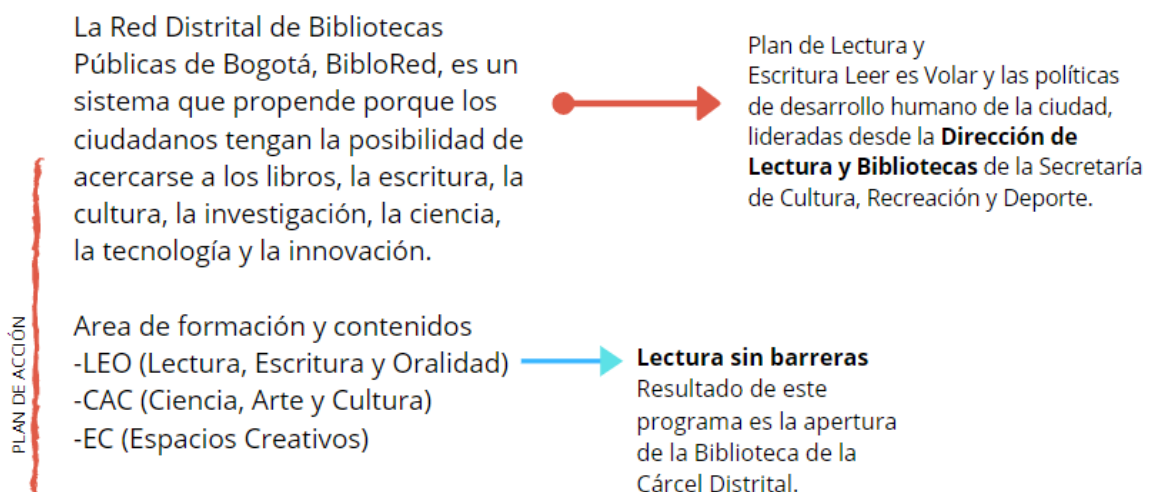 La Red Distrital de Bibliotecas
Públicas de Bogotá, BibloRed, es un
sistema que propende porque los
ciudadanos tengan la posibilidad de
acercarse a los libros, la escritura, la
cultura, la investigación, la ciencia,
la tecnología y la innovación.
Plan de Lectura y
Escritura Leer es Volar y las políticas
de desarrollo humano de la ciudad,
lideradas desde la Dirección de
Lectura y Bibliotecas de la Secretaría
de Cultura, Recreación y Deporte.
PLAN DE ACCIÓN
Area de formación y contenidos
-LEO (Lectura, Escritura y Oralidad)
-CAC (Ciencia, Arte y Cultura)
-EC (Espacios Creativos)
Lectura sin barreras
Resultado de este
programa es la apertura
de la Biblioteca de la
Cárcel Distrital.